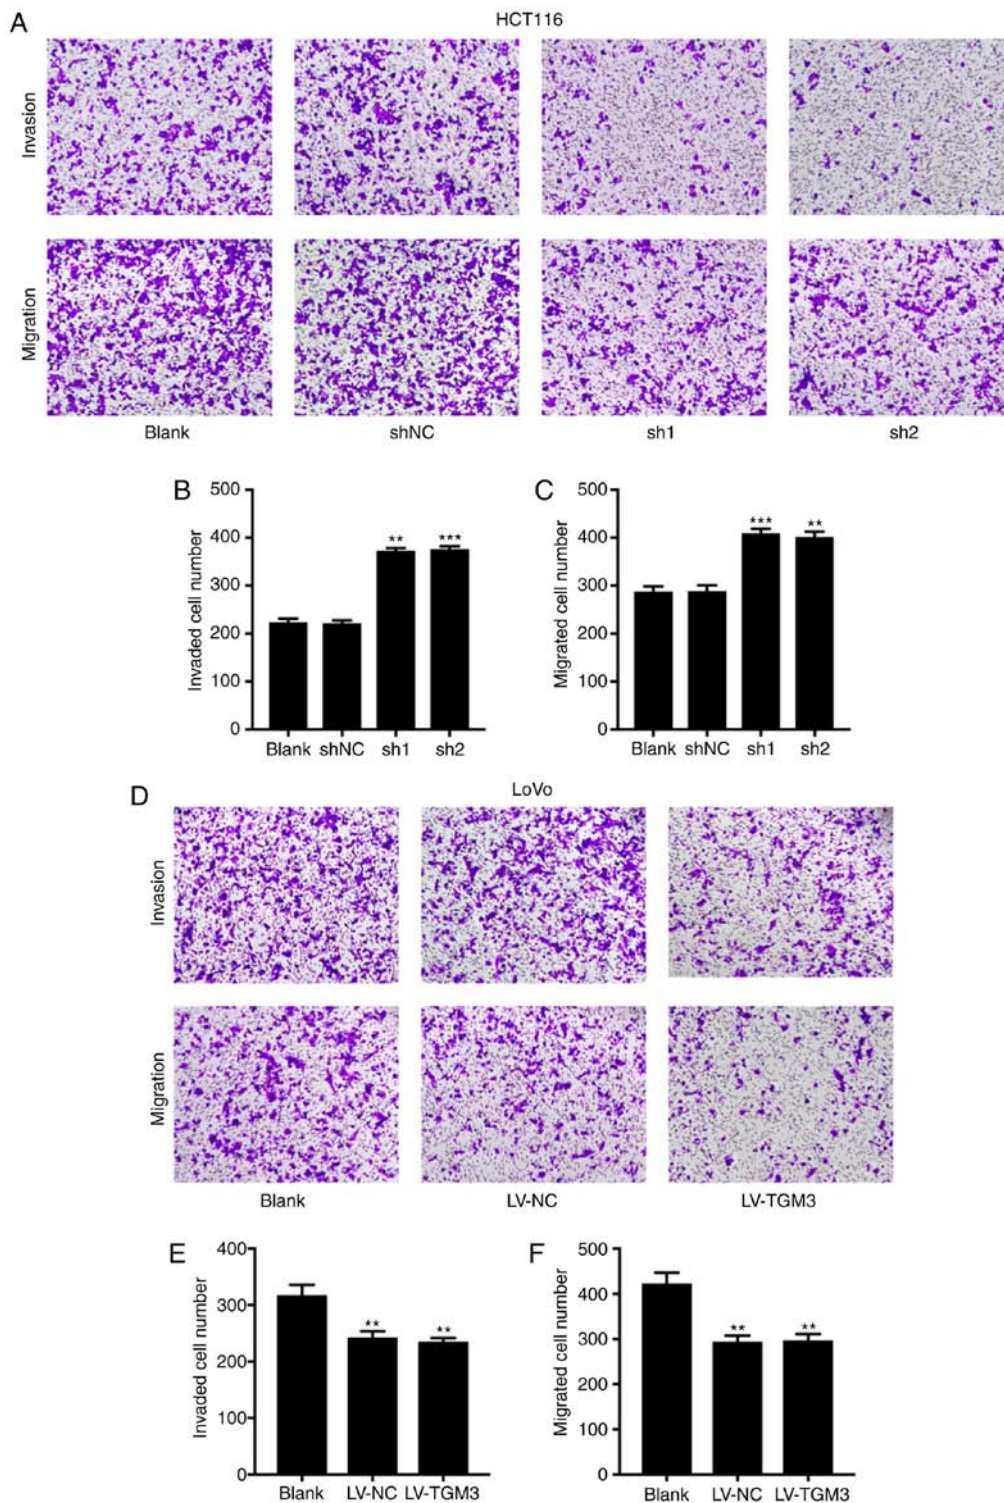 A
HCT116
Invasion
Migration
Blank shNC sh1 sh2
B
Invaded cell number
500
400
300
200
100
0
** ***
Blank shNC sh1 sh2
C
Migrated cell number
500
400
300
200
100
0
*** **
Blank shNC sh1 sh2
D
LoVo
Invasion
Migration
Blank LV-NC LV-TGM3
E
Invaded cell number
400
300
200
100
0
** **
Blank LV-NC LV-TGM3
F
Migrated cell number
500
400
300
200
100
0
** **
Blank LV-NC LV-TGM3